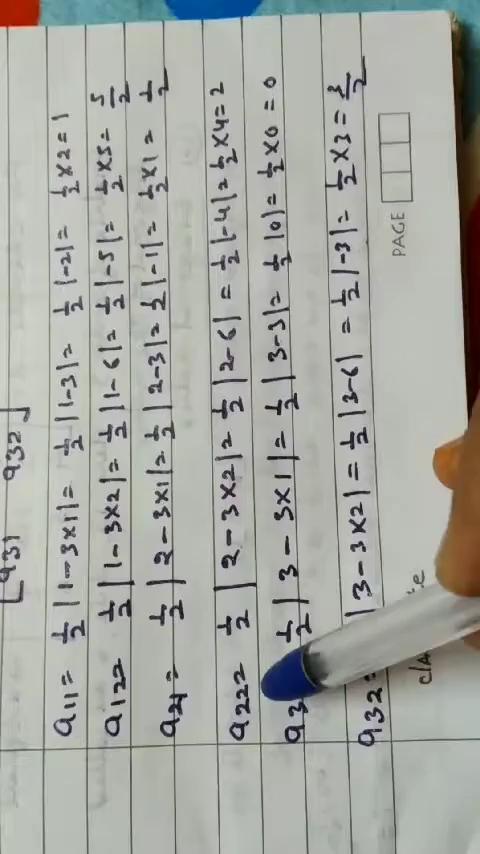 [a31 a32]
a11 = 1/2 |1-3×1| = 1/2 |1-3| = 1/2 |-2| = 1/2 ×2 = 1
a12 = 1/2 |1-3×2| = 1/2 |1-6| = 1/2 |-5| = 1/2 ×5 = 5/2
a21 = 1/2 |2-3×1| = 1/2 |2-3| = 1/2 |-1| = 1/2 ×1 = 1/2
a22 = 1/2 |2-3×2| = 1/2 |2-6| = 1/2 |-4| = 1/2 ×4 = 2
1/2 |3-3×1| = 1/2 |3-3| = 1/2 |0| = 1/2 ×0 = 0
a32 = |3-3×2| = 1/2 |3-6| = 1/2 |-3| = 1/2 ×3 = 3/2
PAGE